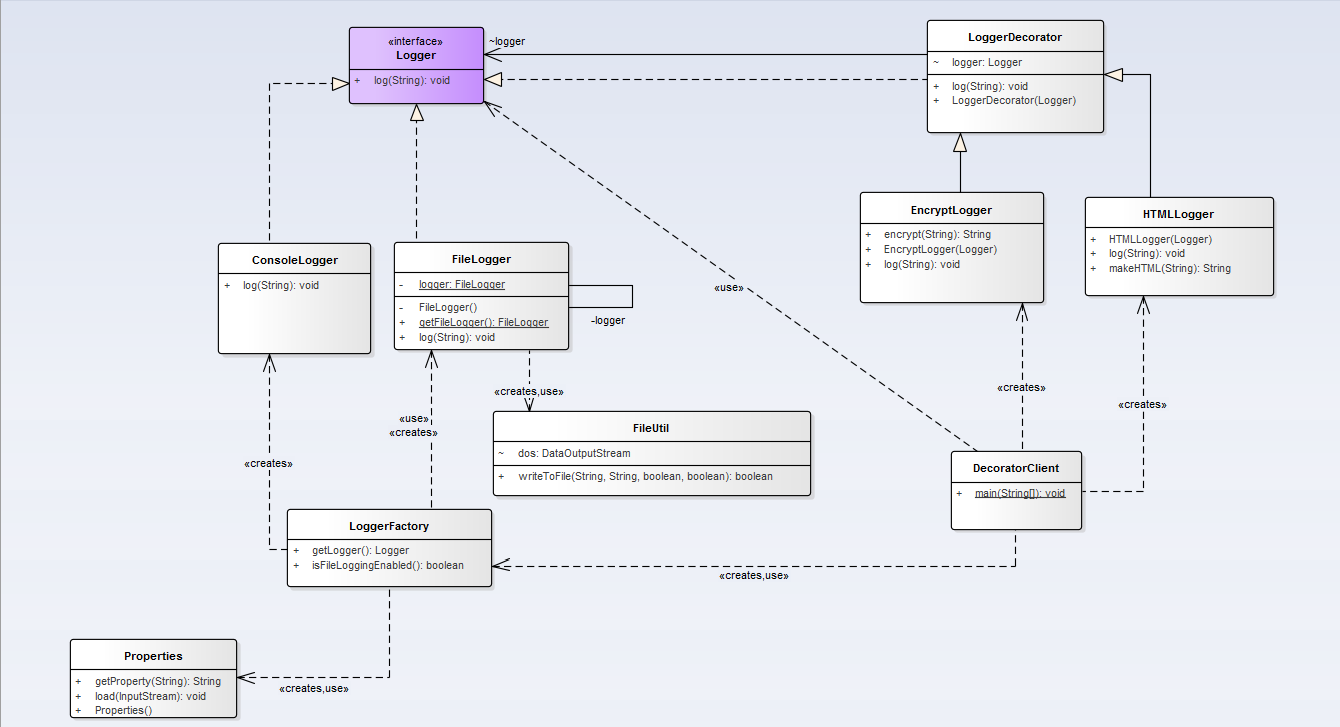 «interface»
Logger
+ log(String): void
~logger
LoggerDecorator
~ logger: Logger
+ log(String): void
+ LoggerDecorator(Logger)
EncryptLogger
+ encrypt(String): String
+ EncryptLogger(Logger)
+ log(String): void
HTMLLogger
+ HTMLLogger(Logger)
+ log(String): void
+ makeHTML(String): String
ConsoleLogger
+ log(String): void
FileLogger
- logger: FileLogger
- FileLogger()
+ getFileLogger(): FileLogger
+ log(String): void
-logger
«use»
«creates,use»
«creates»
«creates»
«use»
«creates»
«creates»
FileUtil
~ dos: DataOutputStream
+ writeToFile(String, String, boolean, boolean): boolean
DecoratorClient
+ main(String[]): void
LoggerFactory
+ getLogger(): Logger
+ isFileLoggingEnabled(): boolean
«creates,use»
Properties
+ getProperty(String): String
+ load(InputStream): void
+ Properties()
«creates,use»